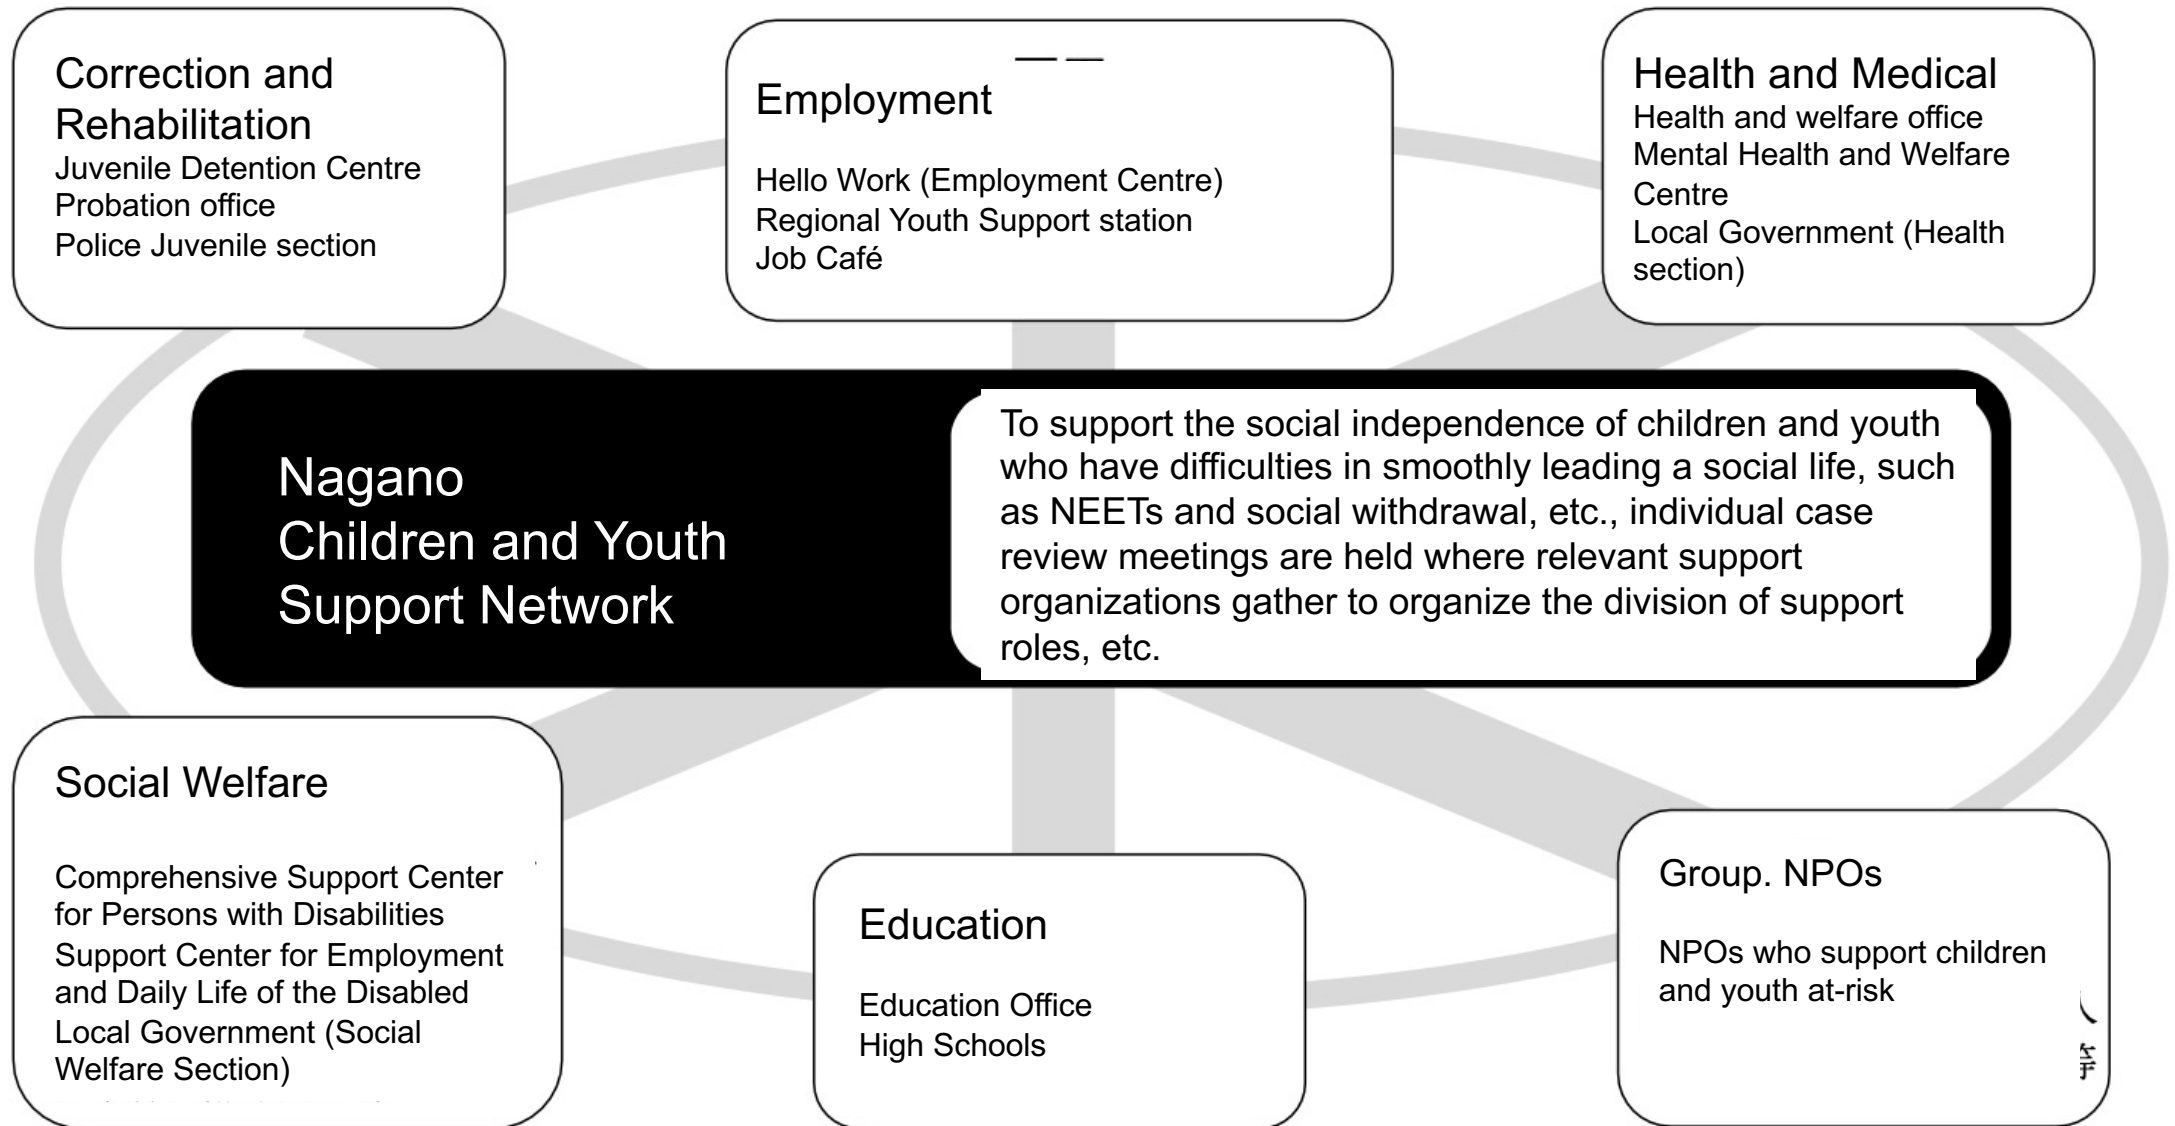 Correction and
Rehabilitation
Juvenile Detention Centre
Probation office
Police Juvenile section
Employment
Hello Work (Employment Centre)
Regional Youth Support station
Job Café
Health and Medical
Health and welfare office
Mental Health and Welfare
Centre
Local Government (Health
section)
Nagano
Children and Youth
Support Network
To support the social independence of children and youth
who have difficulties in smoothly leading a social life, such
as NEETs and social withdrawal, etc., individual case
review meetings are held where relevant support
organizations gather to organize the division of support
roles, etc.
Social Welfare
Comprehensive Support Center
for Persons with Disabilities
Support Center for Employment
and Daily Life of the Disabled
Local Government (Social
Welfare Section)
Education
Education Office
High Schools
Group. NPOs
NPOs who support children
and youth at-risk